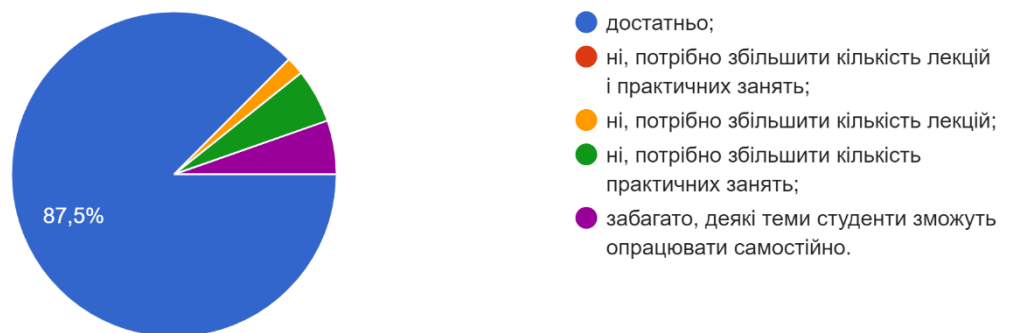 достатньо;
ні, потрібно збільшити кількість лекцій
і практичних занять;
ні, потрібно збільшити кількість лекцій;
ні, потрібно збільшити кількість
практичних занять;
забагато, деякі теми студенти зможуть
опрацювати самостійно.
87,5%